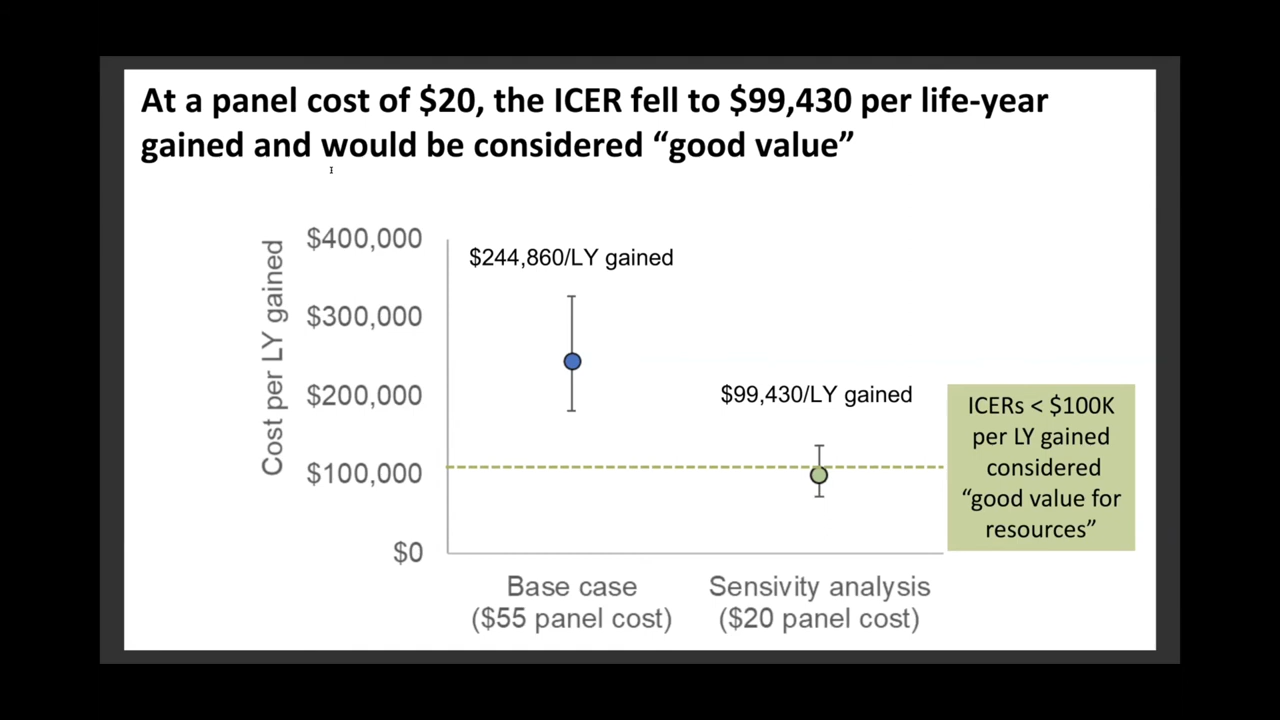 At a panel cost of $20, the ICER fell to $99,430 per life-year
gained and would be considered “good value”
Cost per LY gained
$400,000
$300,000
$200,000
$100,000
$0
$244,860/LY gained
$99,430/LY gained
ICERs < $100K
per LY gained
considered
“good value for
resources”
Base case
($55 panel cost)
Sensivity analysis
($20 panel cost)